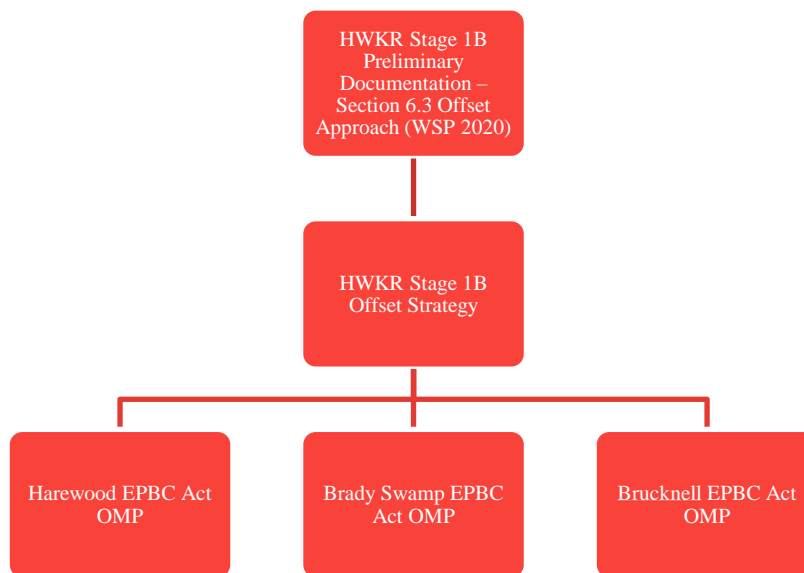 HWKR Stage 1B
Preliminary
Documentation –
Section 6.3 Offset
Approach (WSP 2020)
HWKR Stage 1B
Offset Strategy
Harewood EPBC Act
OMP
Brady Swamp EPBC
Act OMP
Brucknell EPBC Act
OMP